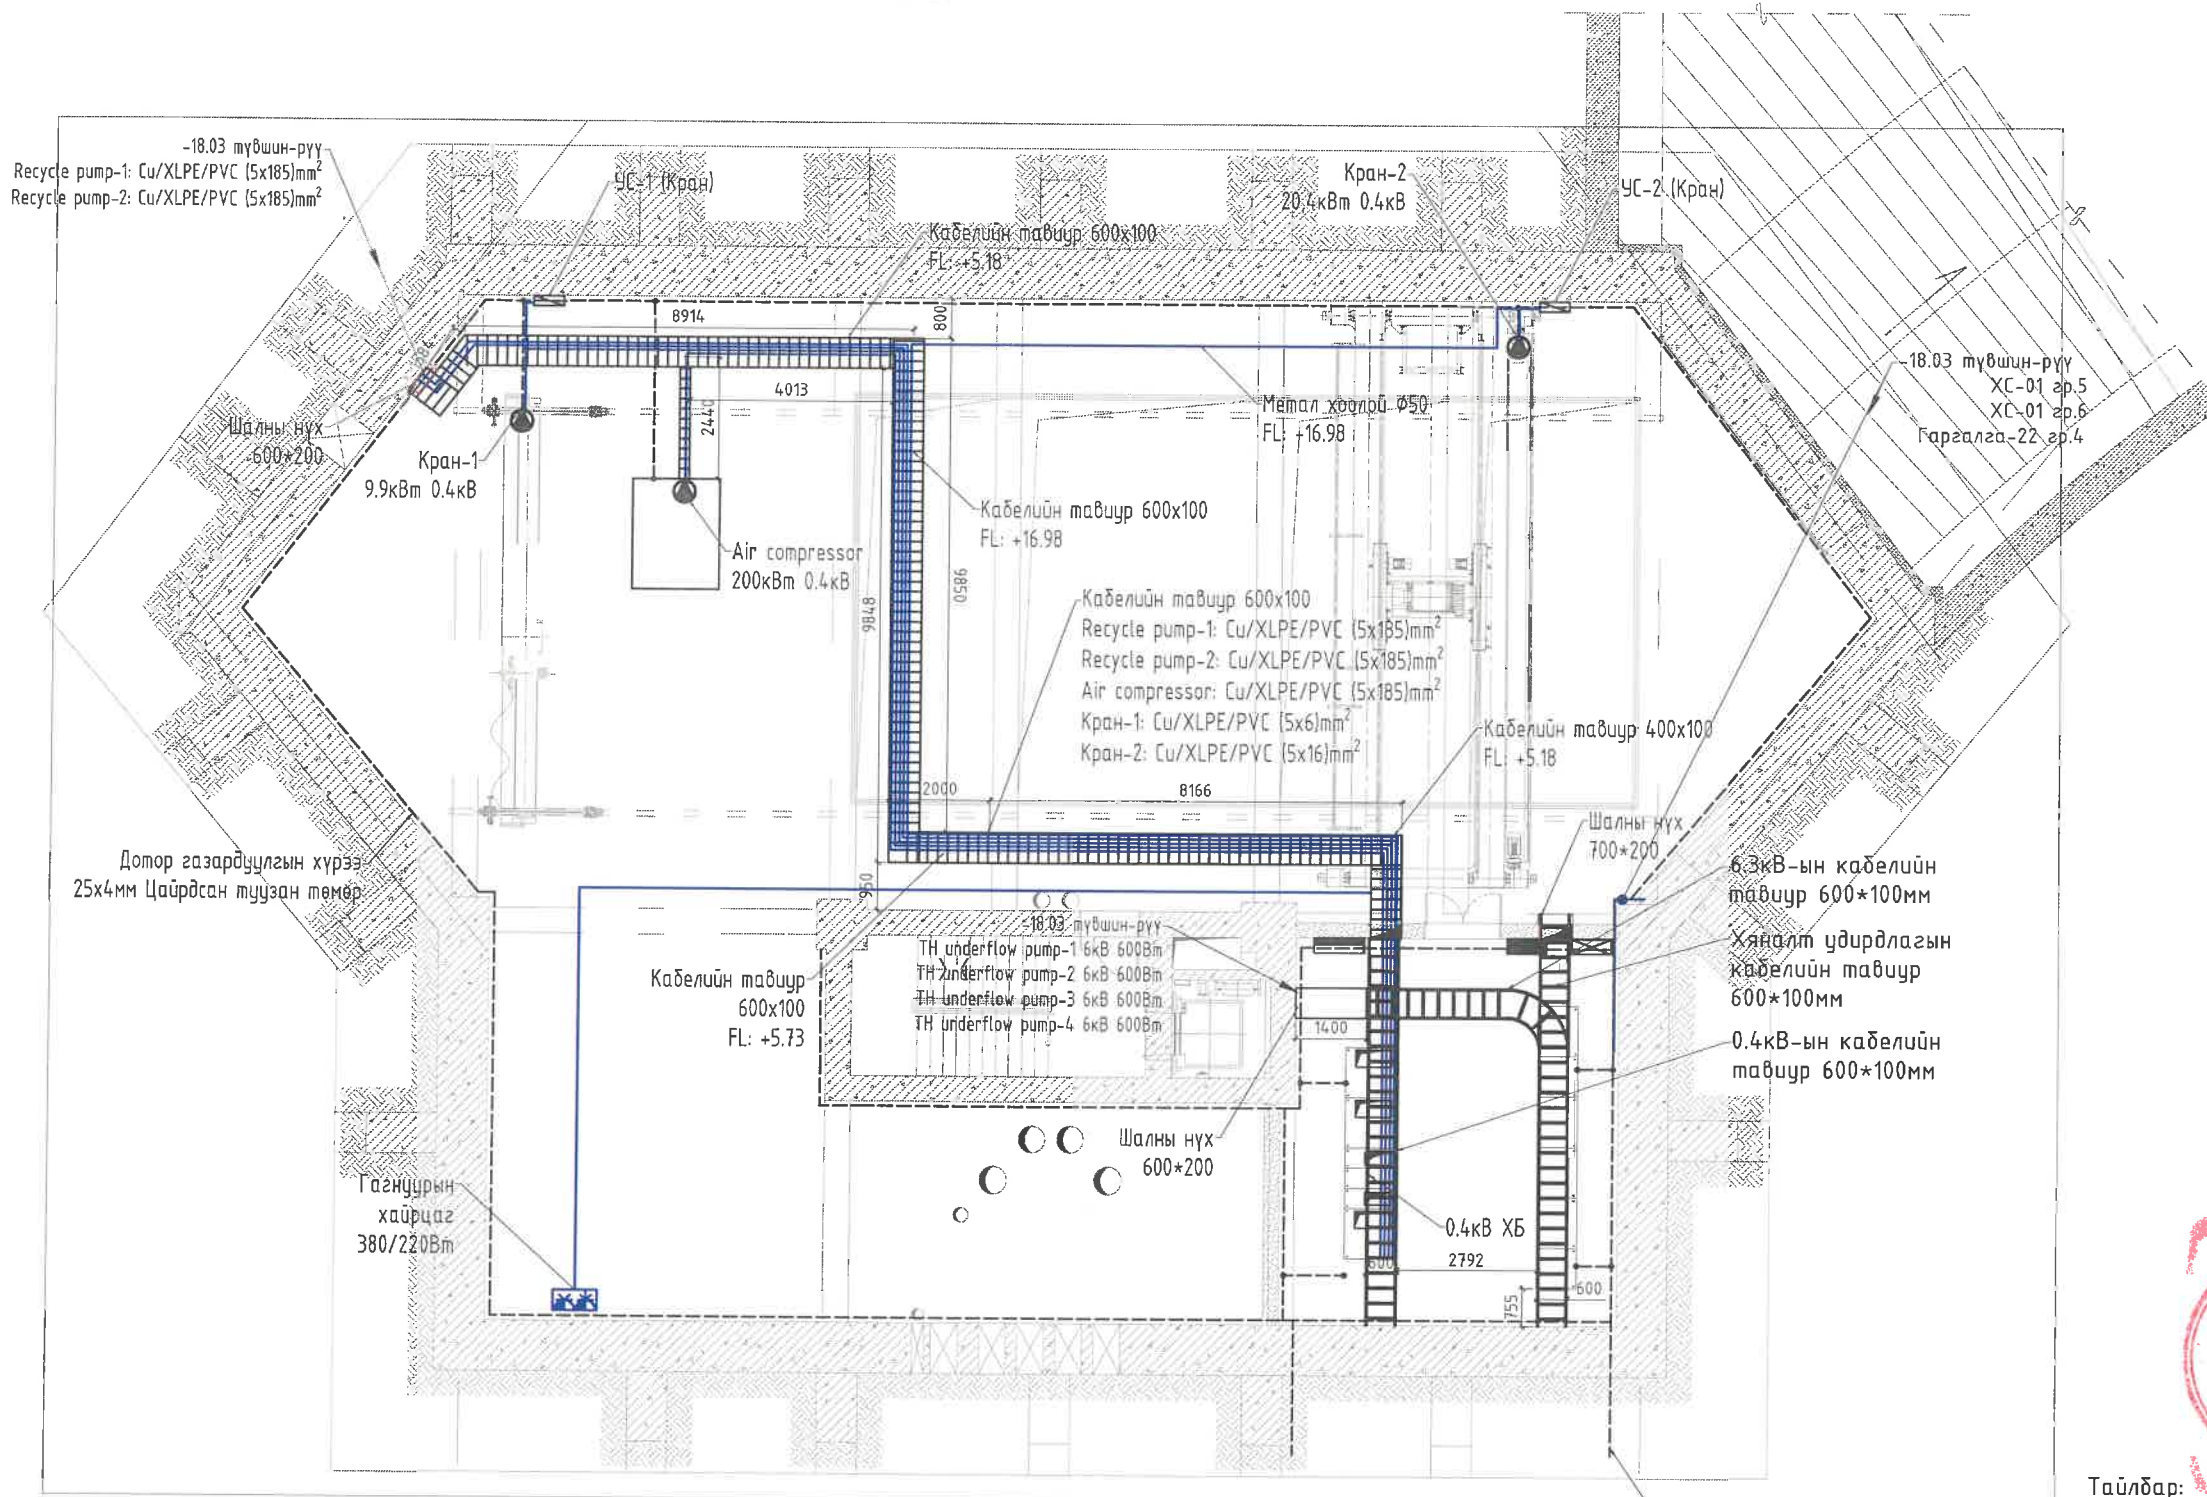 -18.03 түвшин-рүү
Recycle pump-1: Cu/XLPE/PVC (5x185)mm²
Recycle pump-2: Cu/XLPE/PVC (5x185)mm²
УС-1 (Кран)
Кабелийн тавиур 600x100
FL: +5.18
Кран-2
20.4кВт 0.4кВ
УС-2 (Кран)
8914
800
-18.03 түвшин-рүү
ХС-01 гр.5
ХС-01 гр.6
Гаргалга-22 гр.4
4013
2440
Метал хоолой Ø50
FL: +16.98
Шалны нүх
600*200
Кран-1
9.9кВт 0.4кВ
Кабелийн тавиур 600x100
FL: +16.98
Air compressor
200кВт 0.4кВ
9850
9848
Кабелийн тавиур 600x100
Recycle pump-1: Cu/XLPE/PVC (5x185)mm²
Recycle pump-2: Cu/XLPE/PVC (5x185)mm²
Air compressor: Cu/XLPE/PVC (5x185)mm²
Кран-1: Cu/XLPE/PVC (5x6)mm²
Кран-2: Cu/XLPE/PVC (5x16)mm²
Кабелийн тавиур 400x100
FL: +5.18
2000
8166
Шалны нүх
700*200
Дотор газардуулгын хүрээ
25x4мм Цайрдсан туузан төмөр
950
6.3кВ-ын кабелийн
тавиур 600*100мм
-18.03 түвшин-рүү
TH underflow pump-1 6кВ 600Вт
TH underflow pump-2 6кВ 600Вт
TH underflow pump-3 6кВ 600Вт
TH underflow pump-4 6кВ 600Вт
Хяналт удирдлагын
кабелийн тавиур
600*100мм
Кабелийн тавиур
600x100
FL: +5.73
1400
0.4кВ-ын кабелийн
тавиур 600*100мм
Шалны нүх
600*200
Гагнуурын
хайрцаг
380/220Вт
0.4кВ ХБ
600
2792
755
600
Тайлбар: